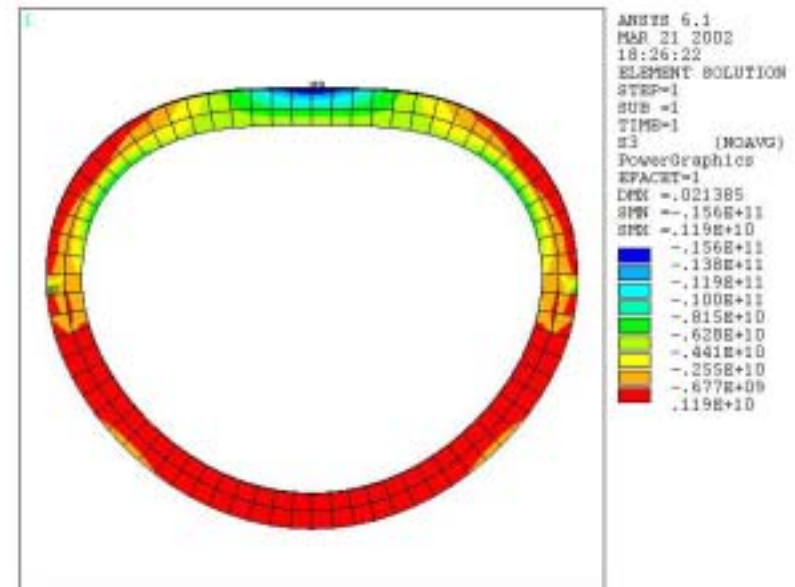 1
ANSYS 6.1
MAR 21 2002
18:26:22
ELEMENT SOLUTION
STEP=1
SUB =1
TIME=1
S3 (NOAVG)
PowerGraphics
EFACET=1
DMX =.021385
SMN =-.156E+11
SMX =.119E+10
-.156E+11
-.138E+11
-.119E+11
-.100E+11
-.815E+10
-.628E+10
-.441E+10
-.255E+10
-.677E+09
.119E+10